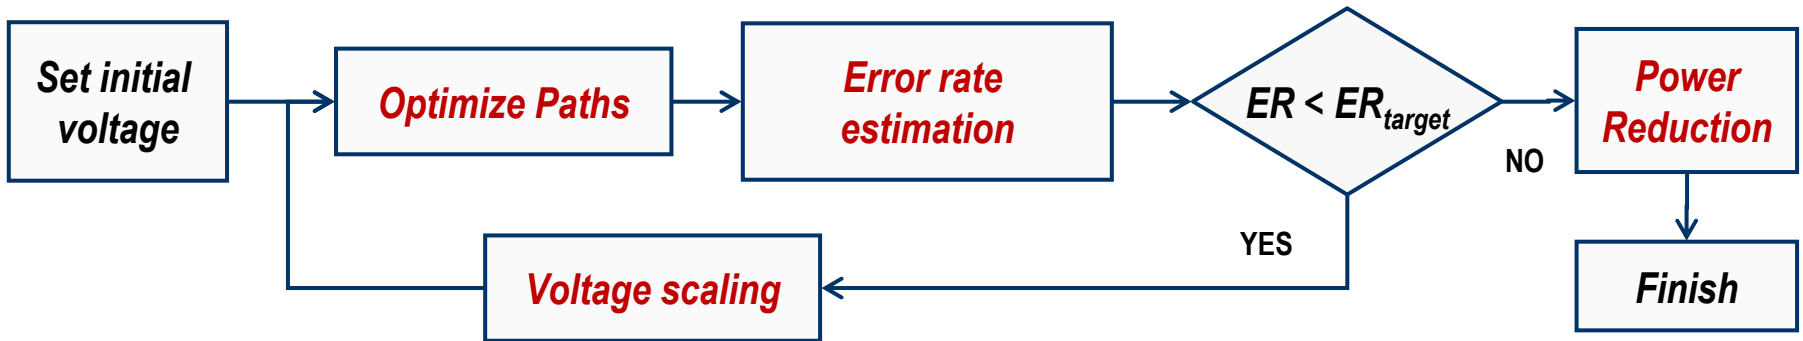 Set initial
voltage
Optimize Paths
Error rate
estimation
ER < ERtarget
NO
Power
Reduction
YES
Voltage scaling
Finish